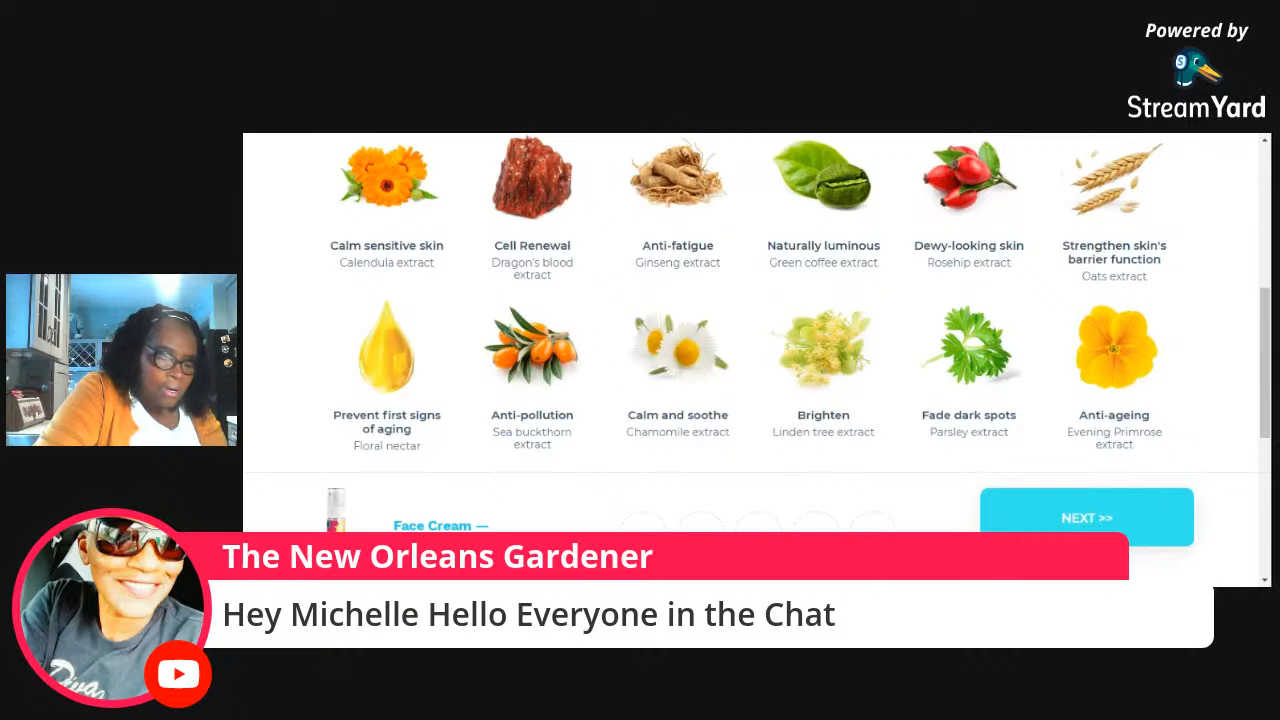 Powered by
StreamYard
Calm sensitive skin
Calendula extract
Cell Renewal
Dragon's blood
extract
Anti-fatigue
Ginseng extract
Naturally luminous
Green coffee extract
Dewy-looking skin
Rosehip extract
Strengthen skin's
barrier function
Oats extract
Prevent first signs
of aging
Floral nectar
Anti-pollution
Sea buckthorn
extract
Calm and soothe
Chamomile extract
Brighten
Linden tree extract
Fade dark spots
Parsley extract
Anti-ageing
Evening Primrose
extract
Face Cream —
NEXT >>
The New Orleans Gardener
Hey Michelle Hello Everyone in the Chat
Diva